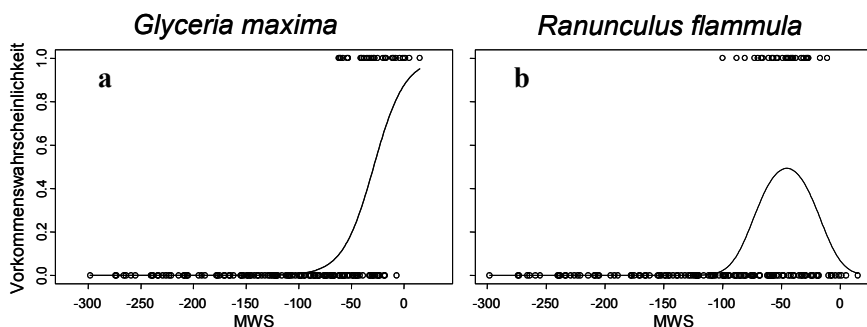 Glyceria maxima
Ranunculus flammula
Vorkommenswahrscheinlichkeit
1.0
0.8
0.6
0.4
0.2
0.0
a
b
-300 -250 -200 -150 -100 -50 0
-300 -250 -200 -150 -100 -50 0
MWS
MWS